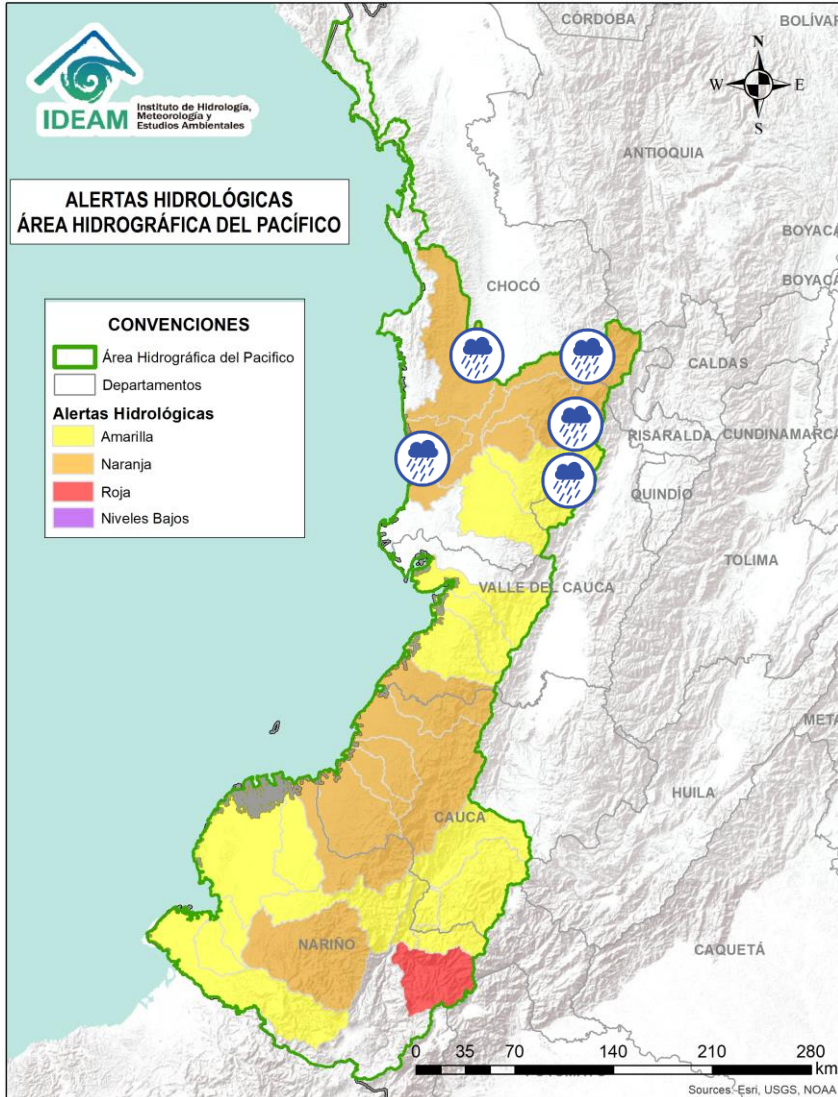 CÓRDOBA
BOLÍVAR
N
W
E
S
IDEAM
Instituto de Hidrología,
Meteorología y
Estudios Ambientales
ANTIOQUIA
ALERTAS HIDROLÓGICAS
ÁREA HIDROGRÁFICA DEL PACÍFICO
BOYACÁ
BOYACÁ
CHOCÓ
CONVENCIONES
Área Hidrográfica del Pacifico
Departamentos
Alertas Hidrológicas
Amarilla
Naranja
Roja
Niveles Bajos
CALDAS
RISARALDA
CUNDINAMARCA
QUINDÍO
TOLIMA
VALLE DEL CAUCA
META
HUILA
CAUCA
NARIÑO
CAQUETÁ
0 35 70 140 210 280
km
Sources: Esri, USGS, NOAA